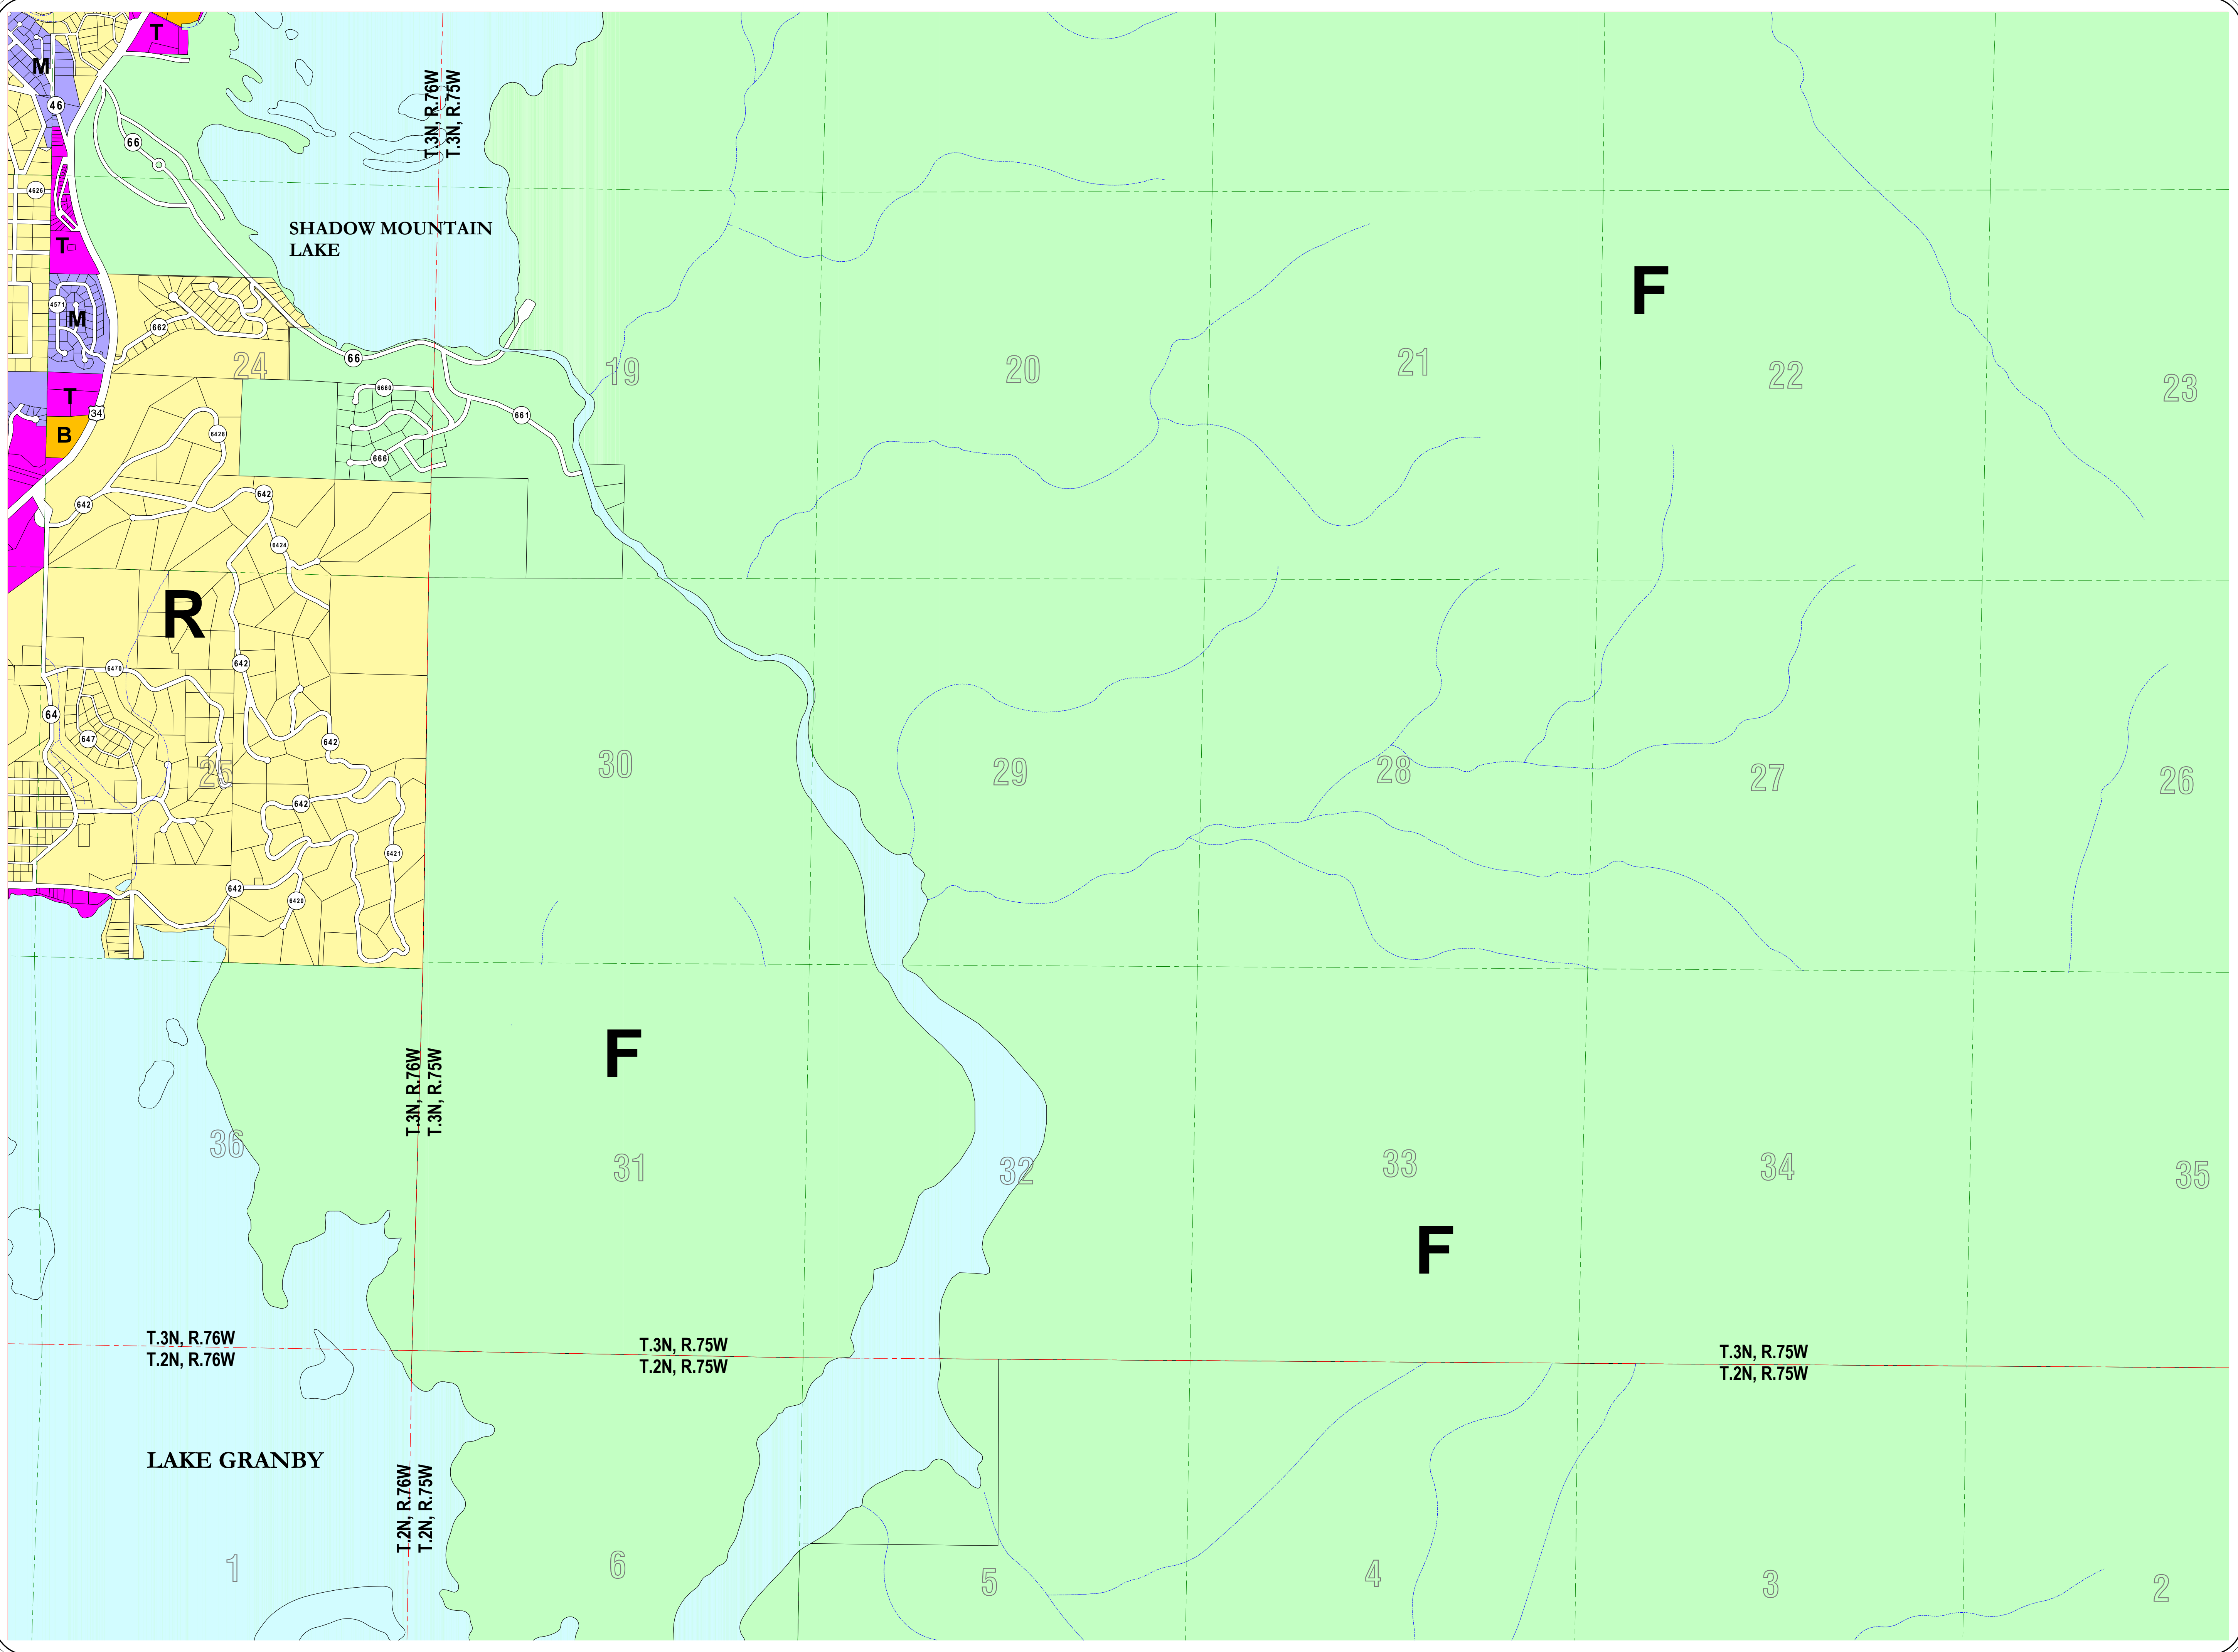 T
M
46
66
T.3N, R.76W
T.3N, R.75W
4626
SHADOW MOUNTAIN
LAKE
T
F
4571
M
662
66
24
19
20
21
22
23
6660
T
34
661
B
6428
666
642
642
6424
R
642
6470
64
647
642
25
30
29
28
27
26
642
6421
642
6420
F
T.3N, R.76W
T.3N, R.75W
36
31
32
33
34
35
F
T.3N, R.76W
T.2N, R.76W
T.3N, R.75W
T.2N, R.75W
T.3N, R.75W
T.2N, R.75W
LAKE GRANBY
T.2N, R.76W
T.2N, R.75W
1
6
5
4
3
2